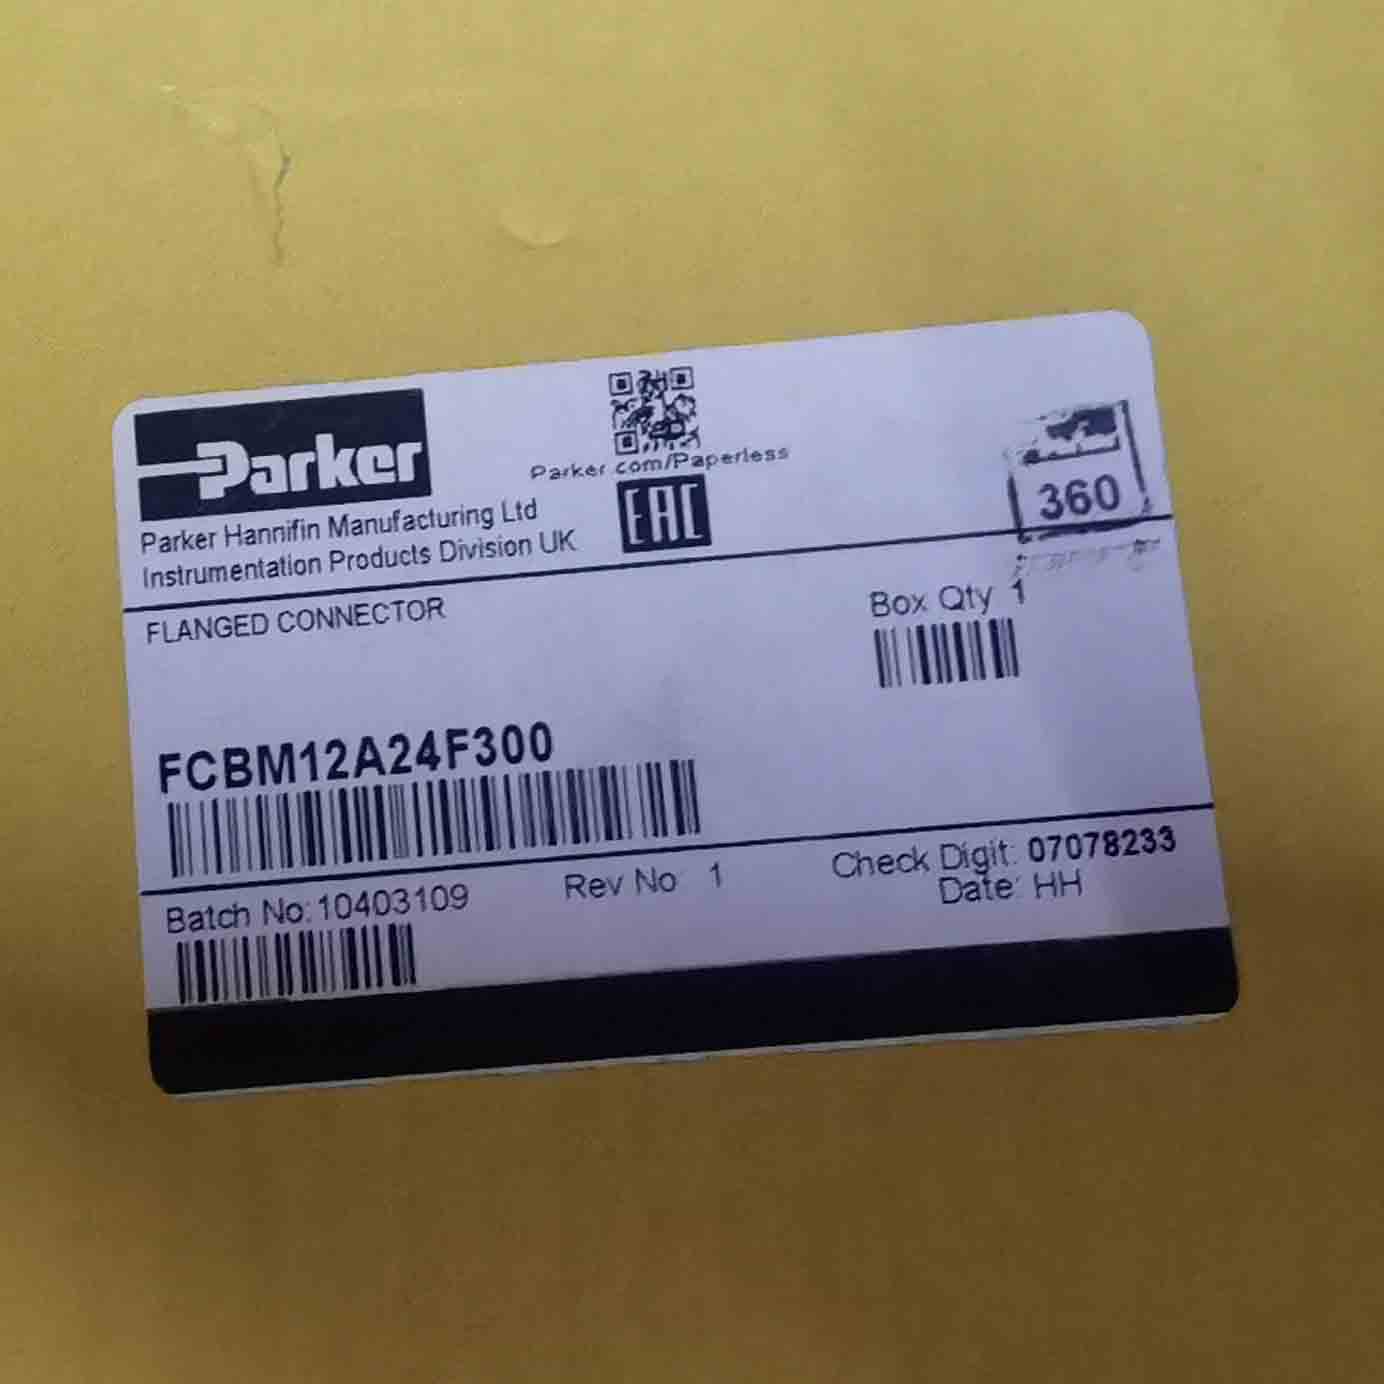 Parker
Parker.com/Paperless
Parker Hannifin Manufacturing Ltd
Instrumentation Products Division UK
EAC
360
FLANGED CONNECTOR
Box Qty 1
FCBM12A24F300
Batch No:10403109
Rev No 1
Check Digit: 07078233
Date: HH